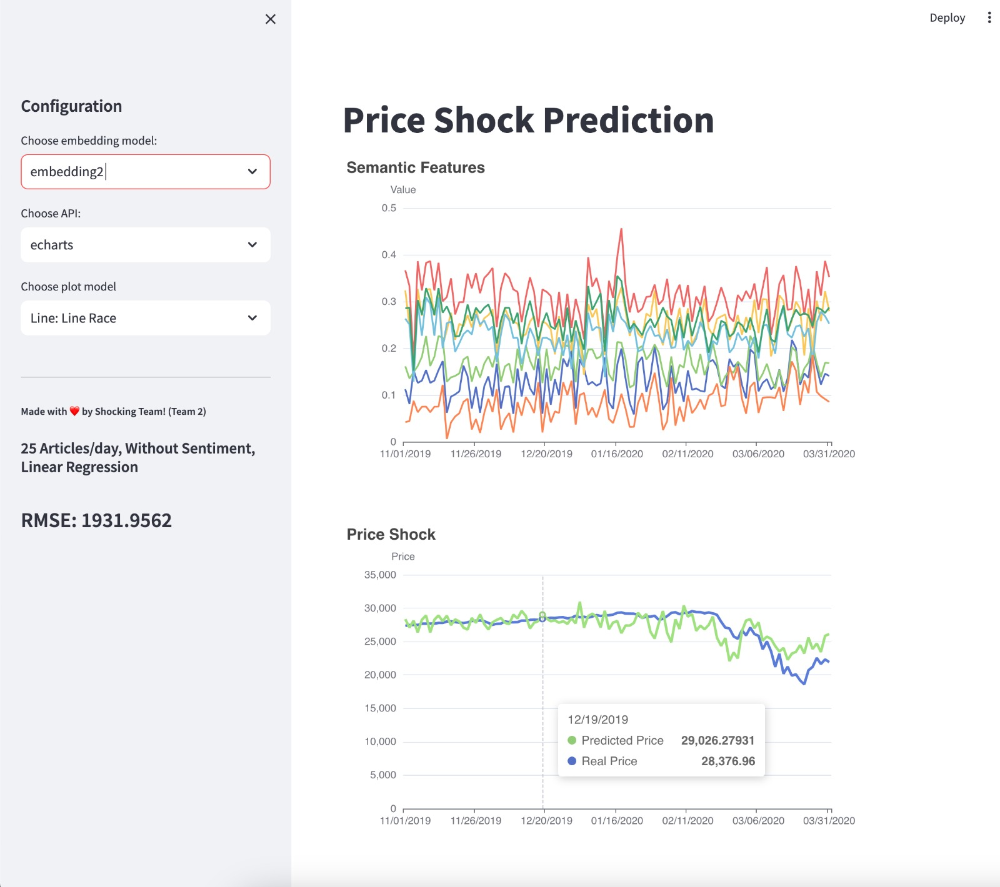 Deploy
Configuration
Choose embedding model:
embedding2
Choose API:
echarts
Choose plot model
Line: Line Race
Made with ❤️ by Shocking Team! (Team 2)
25 Articles/day, Without Sentiment,
Linear Regression
RMSE: 1931.9562
Price Shock Prediction
Semantic Features
Value
0.5
0.4
0.3
0.2
0.1
0
11/01/2019 11/26/2019 12/20/2019 01/16/2020 02/11/2020 03/06/2020 03/31/2020
Price Shock
Price
35,000
30,000
25,000
20,000
15,000
10,000
5,000
0
12/19/2019
Predicted Price 29,026.27931
Real Price 28,376.96
11/01/2019 11/26/2019 12/20/2019 01/16/2020 02/11/2020 03/06/2020 03/31/2020